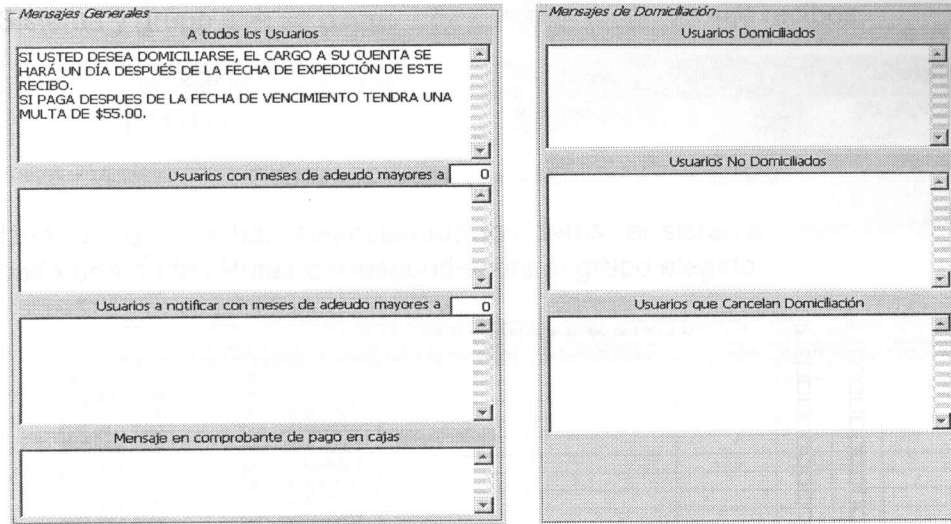 Mensajes Generales
A todos los Usuarios
SI USTED DESEA DOMICILIARSE, EL CARGO A SU CUENTA SE
HARÁ UN DÍA DESPUÉS DE LA FECHA DE EXPEDICIÓN DE ESTE
RECIBO.
SI PAGA DESPUES DE LA FECHA DE VENCIMIENTO TENDRA UNA
MULTA DE $55.00.
Usuarios con meses de adeudo mayores a 0
Usuarios a notificar con meses de adeudo mayores a 0
Mensaje en comprobante de pago en cajas
Mensajes de Domiciliación
Usuarios Domiciliados
Usuarios No Domiciliados
Usuarios que Cancelan Domiciliación